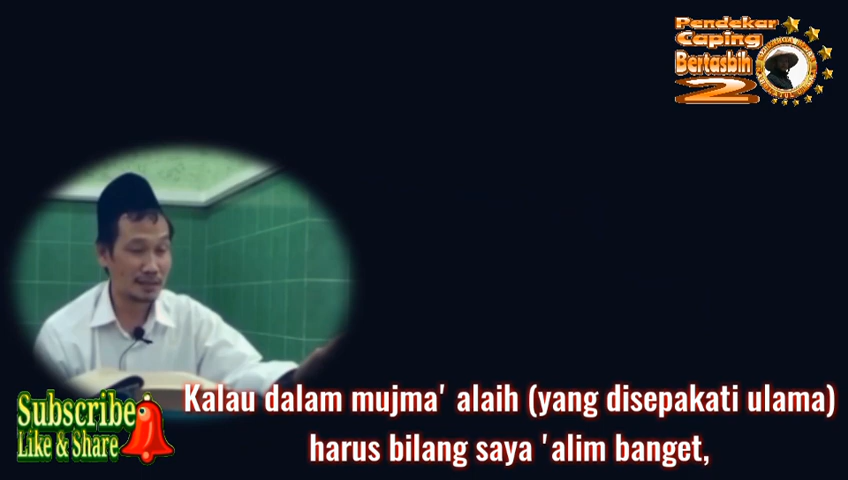 Pendekar
Caping
Bertasbih
2
Kalau dalam mujma' alaih (yang disepakati ulama)
harus bilang saya 'alim banget,
Subscribe
Like & Share